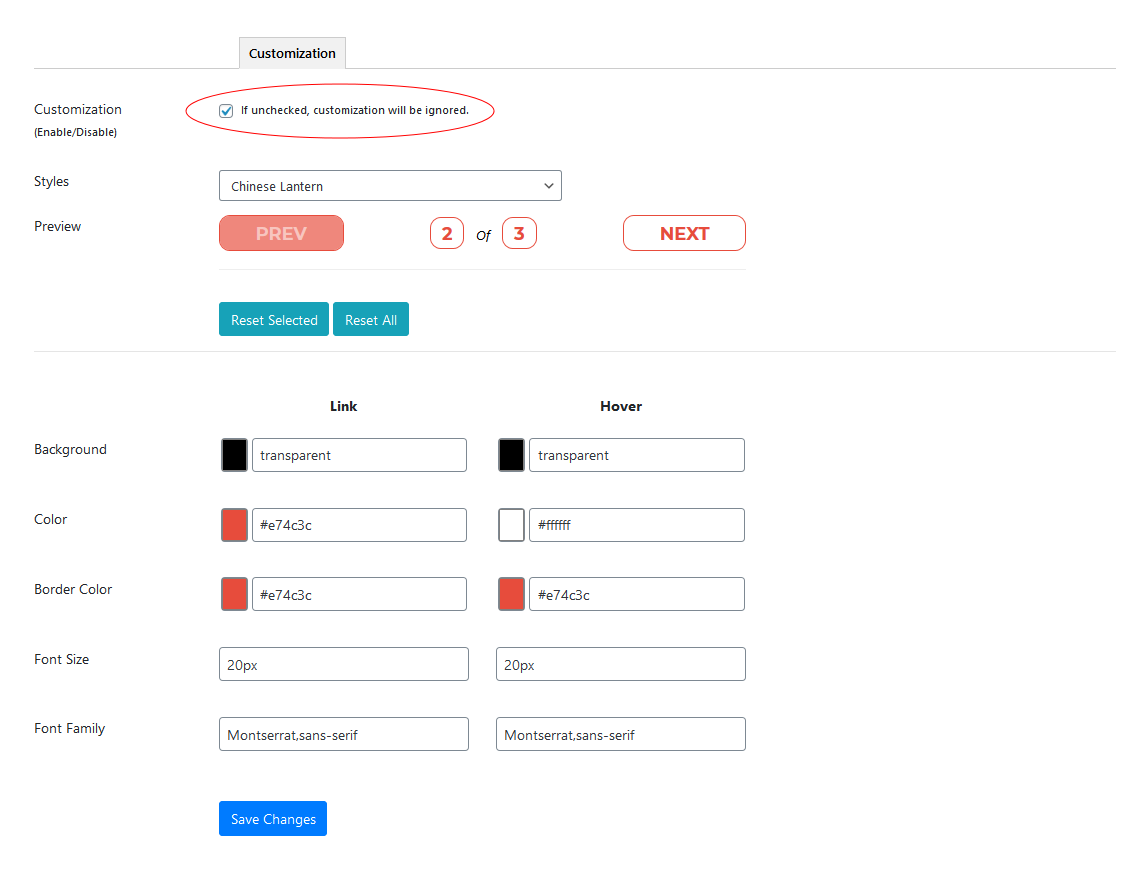 Customization
Customization
If unchecked, customization will be ignored.
(Enable/Disable)
Styles
Chinese Lantern
Preview
PREV 2 Of 3 NEXT
Reset Selected Reset All
Link Hover
Background transparent transparent
Color #e74c3c #ffffff
Border Color #e74c3c #e74c3c
Font Size 20px 20px
Font Family Montserrat,sans-serif Montserrat,sans-serif
Save Changes